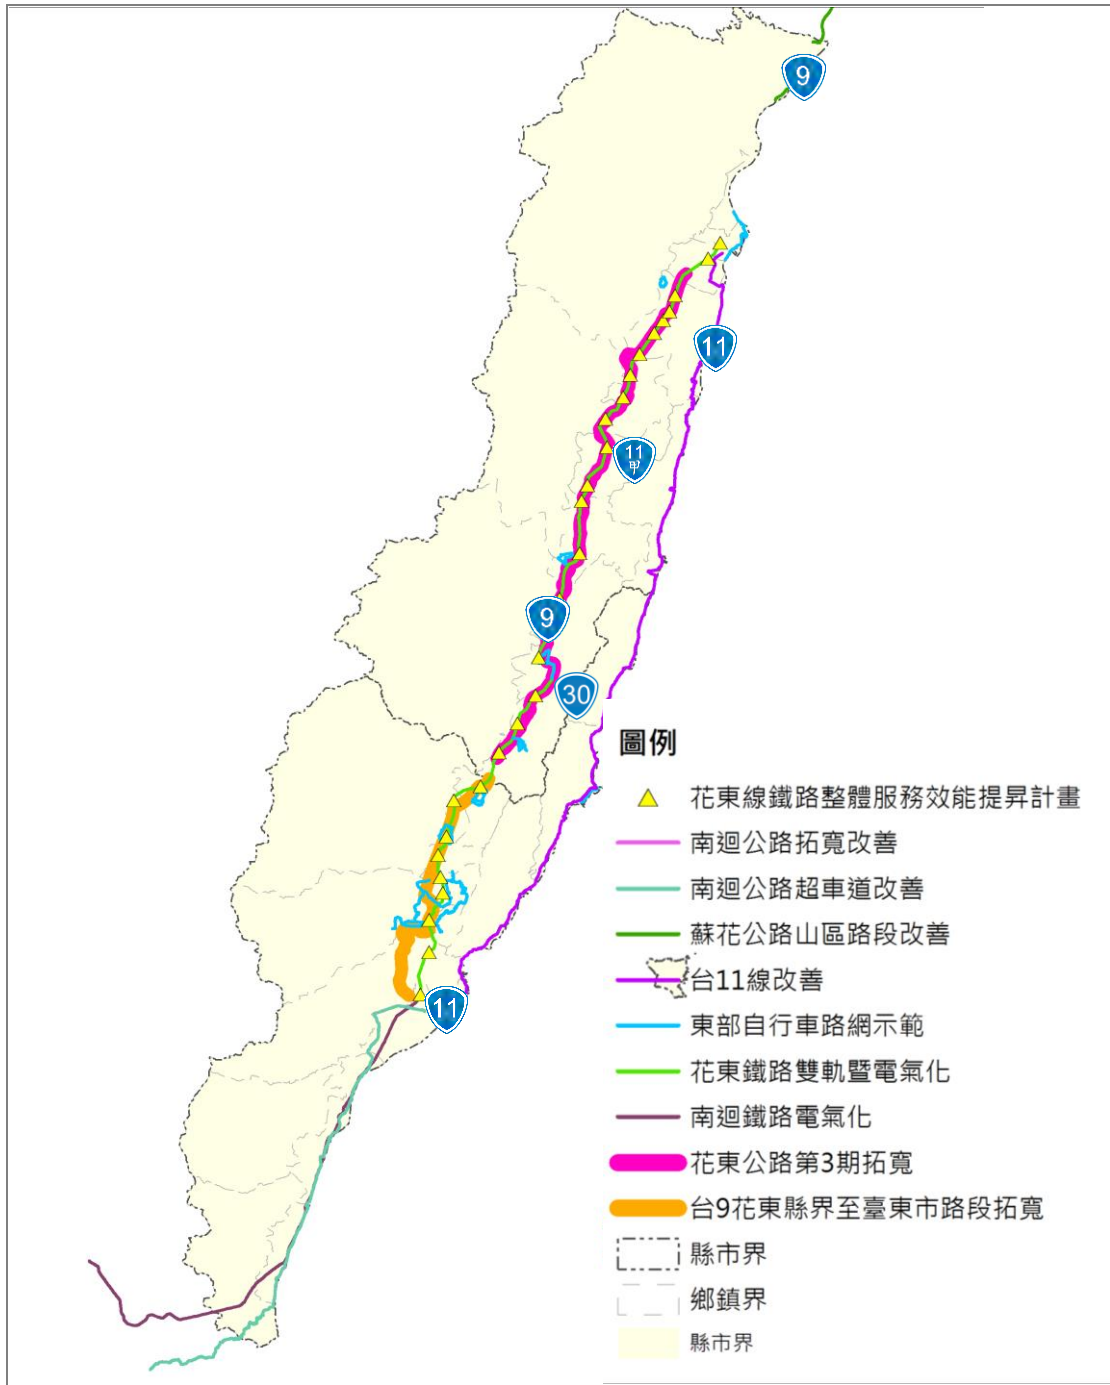 9
11
11
甲
9
30
11
圖例
花東線鐵路整體服務效能提昇計畫
南迴公路拓寬改善
南迴公路超車道改善
蘇花公路山區路段改善
台11線改善
東部自行車路網示範
花東鐵路雙軌暨電氣化
南迴鐵路電氣化
花東公路第3期拓寬
台9花東縣界至臺東市路段拓寬
縣市界
鄉鎮界
縣市界